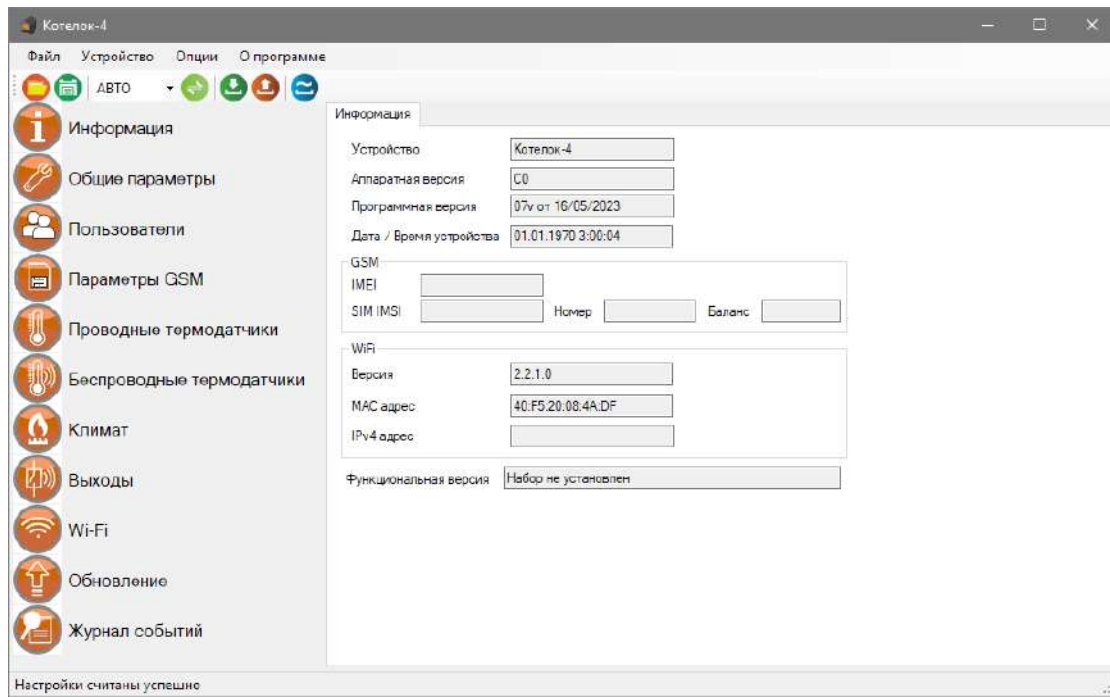 Котелок-4
Файл Устройство Опции О программе
АВТО
Информация
Общие параметры
Пользователи
Параметры GSM
Проводные термодатчики
Беспроводные термодатчики
Климат
Выходы
Wi-Fi
Обновление
Журнал событий
Информация
Устройство Котелок-4
Аппаратная версия C0
Программная версия 07v от 16/05/2023
Дата / Время устройства 01.01.1970 3:00:04
GSM
IMEI
SIM IMSI Номер Баланс
WiFi
Версия 2.2.1.0
MAC адрес 40:F5:20:08:4A:DF
IPv4 адрес
Функциональная версия Набор не установлен
Настройки считаны успешно